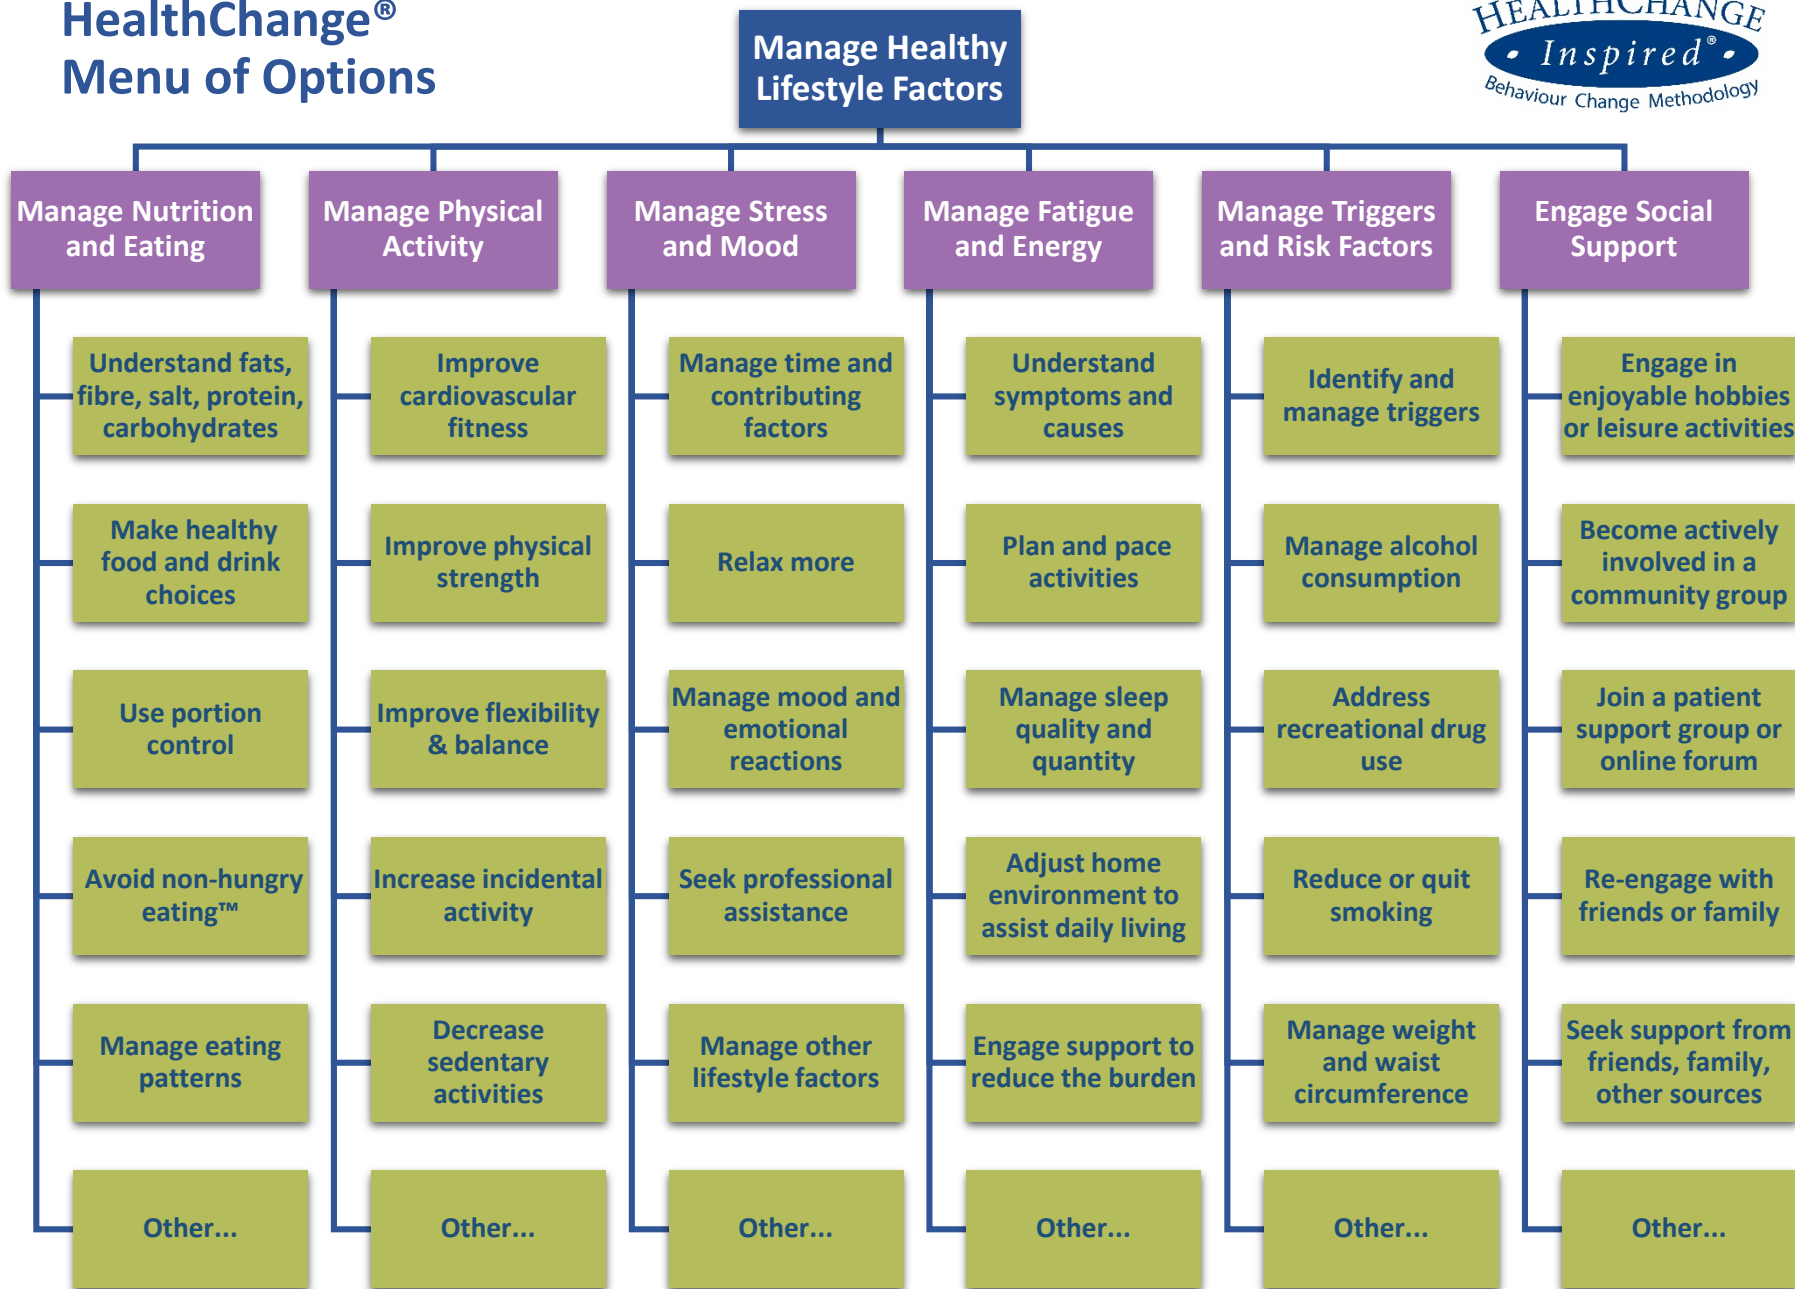 HealthChange®
Menu of Options
Manage Healthy
Lifestyle Factors
HEALTHCHANGE
• Inspired® •
Behaviour Change Methodology
Manage Nutrition
and Eating
Understand fats,
fibre, salt, protein,
carbohydrates
Make healthy
food and drink
choices
Use portion
control
Avoid non-hungry
eating™
Manage eating
patterns
Other...
Manage Physical
Activity
Improve
cardiovascular
fitness
Improve physical
strength
Improve flexibility
& balance
Increase incidental
activity
Decrease
sedentary
activities
Other...
Manage Stress
and Mood
Manage time and
contributing
factors
Relax more
Manage mood and
emotional
reactions
Seek professional
assistance
Manage other
lifestyle factors
Other...
Manage Fatigue
and Energy
Understand
symptoms and
causes
Plan and pace
activities
Manage sleep
quality and
quantity
Adjust home
environment to
assist daily living
Engage support to
reduce the burden
Other...
Manage Triggers
and Risk Factors
Identify and
manage triggers
Manage alcohol
consumption
Address
recreational drug
use
Reduce or quit
smoking
Manage weight
and waist
circumference
Other...
Engage Social
Support
Engage in
enjoyable hobbies
or leisure activities
Become actively
involved in a
community group
Join a patient
support group or
online forum
Re-engage with
friends or family
Seek support from
friends, family,
other sources
Other...